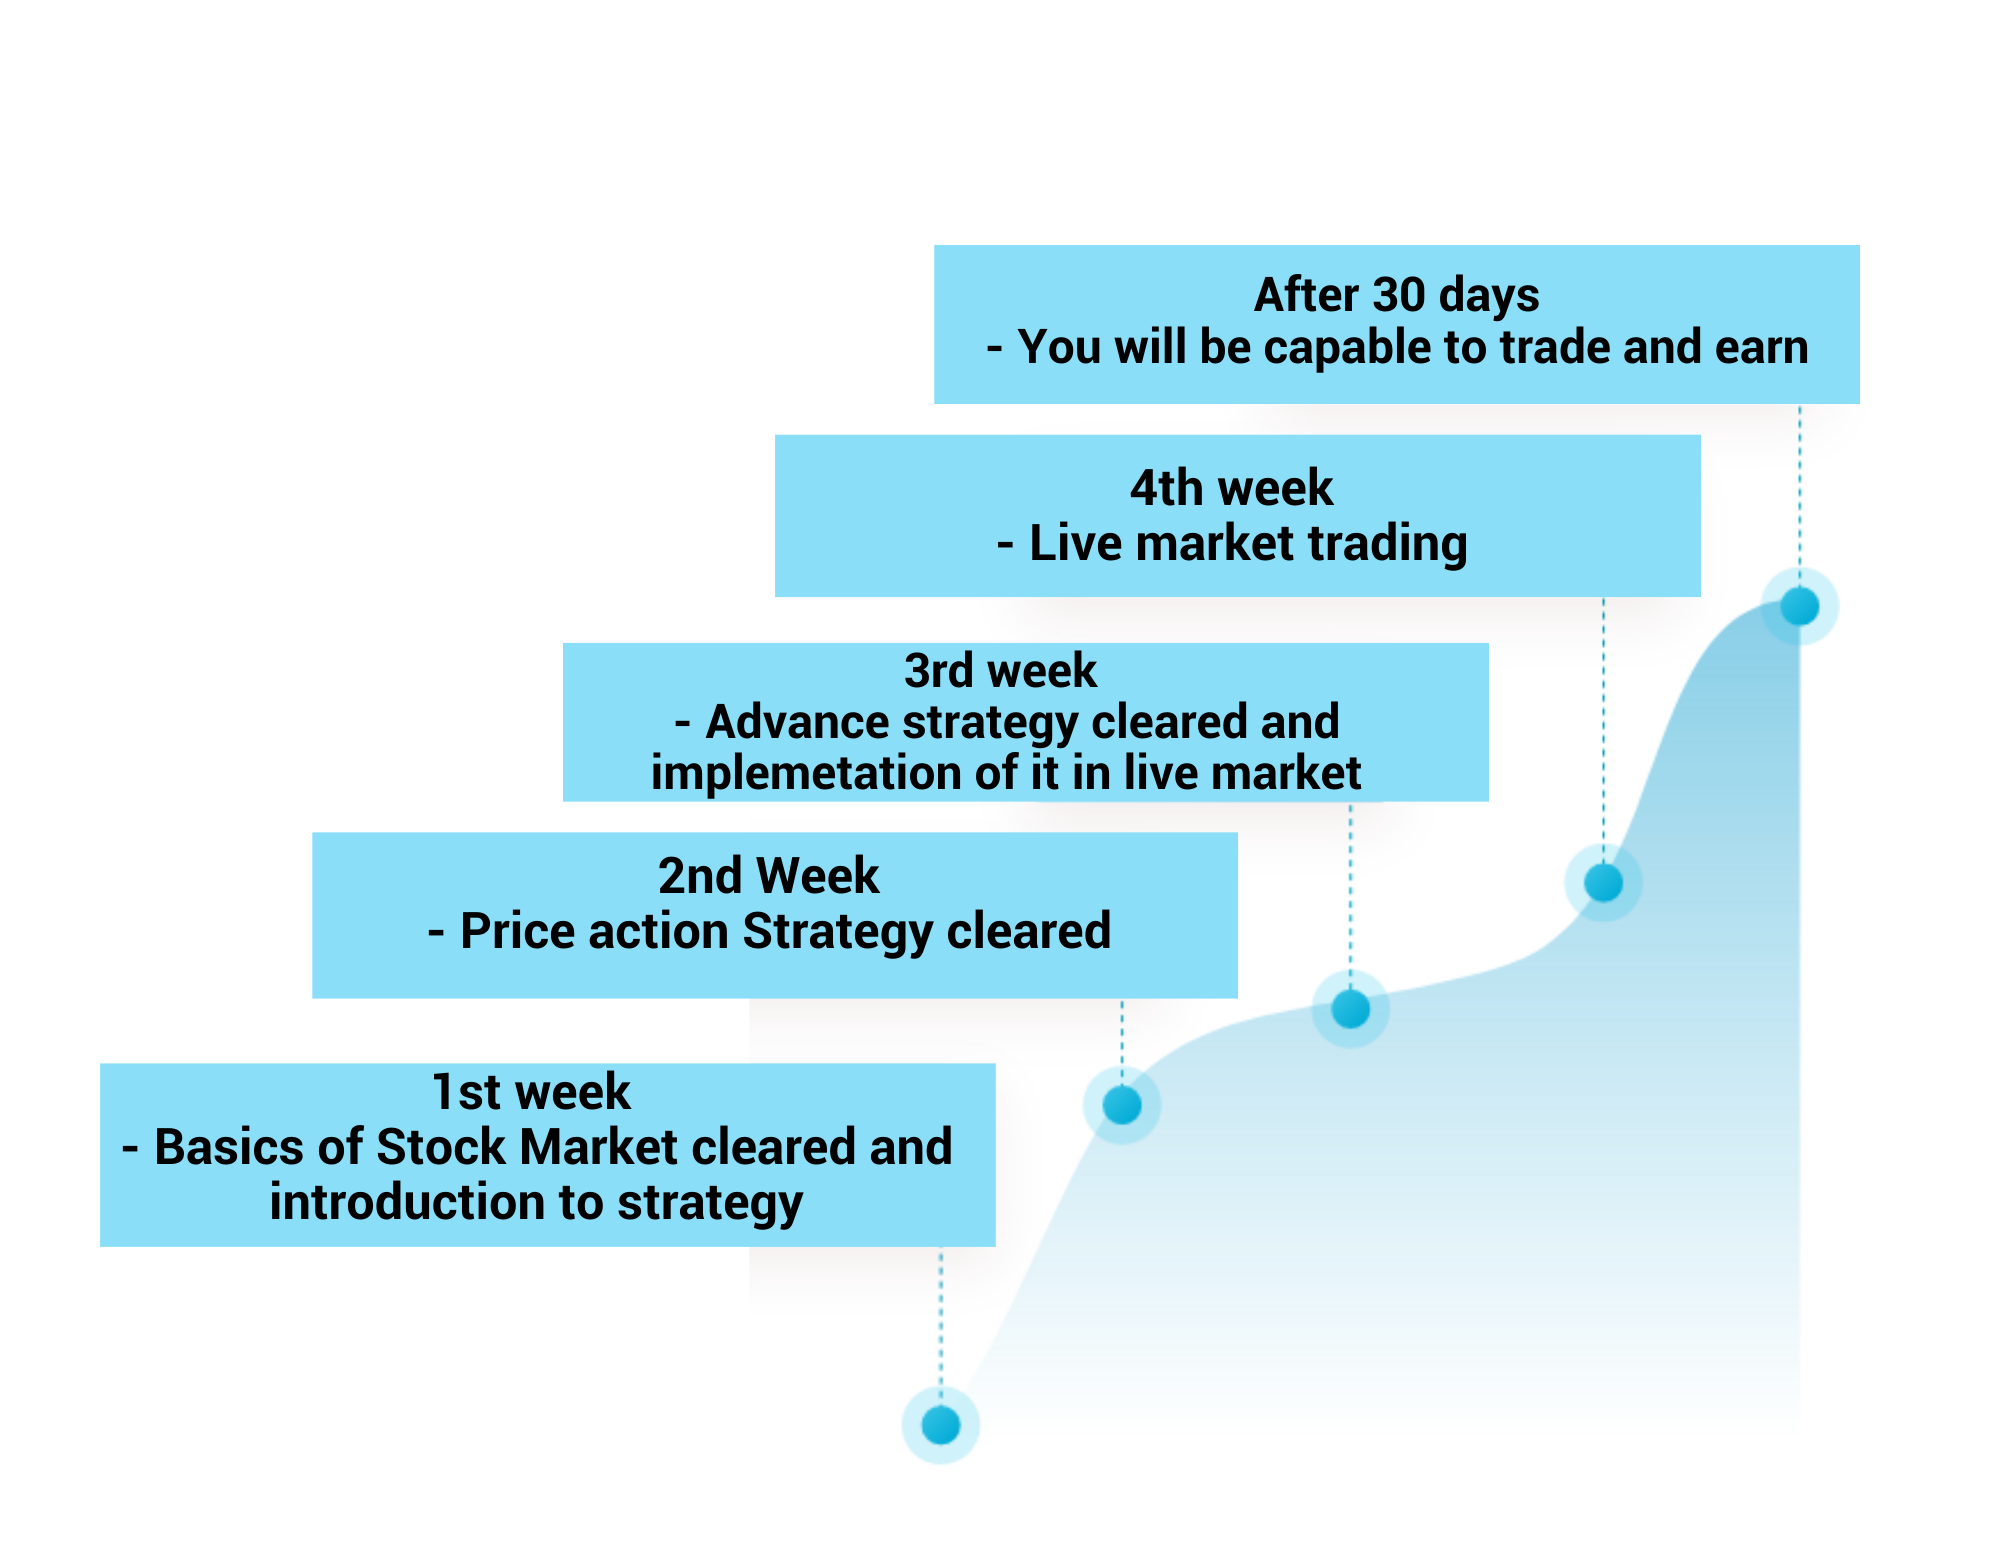 After 30 days
- You will be capable to trade and earn
4th week
- Live market trading
3rd week
- Advance strategy cleared and
implemetation of it in live market
2nd Week
- Price action Strategy cleared
1st week
- Basics of Stock Market cleared and
introduction to strategy